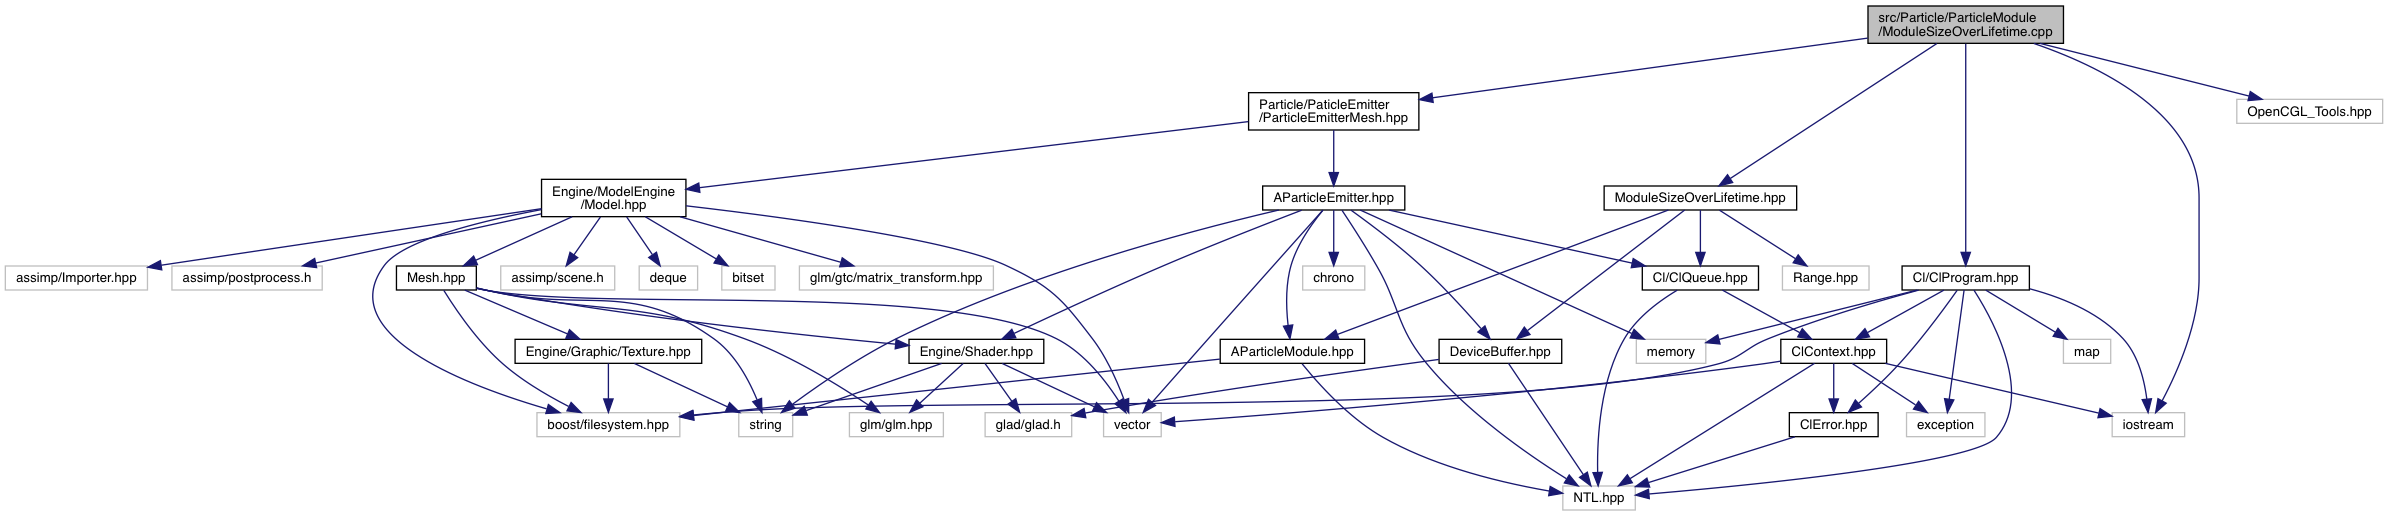 src/Particle/ParticleModule
/ModuleSizeOverLifetime.cpp
Particle/PaticleEmitter
/ParticleEmitterMesh.hpp
OpenCGL_Tools.hpp
Engine/ModelEngine
/Model.hpp
AParticleEmitter.hpp
ModuleSizeOverLifetime.hpp
assimp/Importer.hpp
assimp/postprocess.h
Mesh.hpp
assimp/scene.h
deque
bitset
glm/gtc/matrix_transform.hpp
chrono
Cl/ClQueue.hpp
Range.hpp
Cl/ClProgram.hpp
Engine/Graphic/Texture.hpp
Engine/Shader.hpp
AParticleModule.hpp
DeviceBuffer.hpp
memory
ClContext.hpp
map
boost/filesystem.hpp
string
glm/glm.hpp
glad/glad.h
vector
ClError.hpp
exception
iostream
NTL.hpp